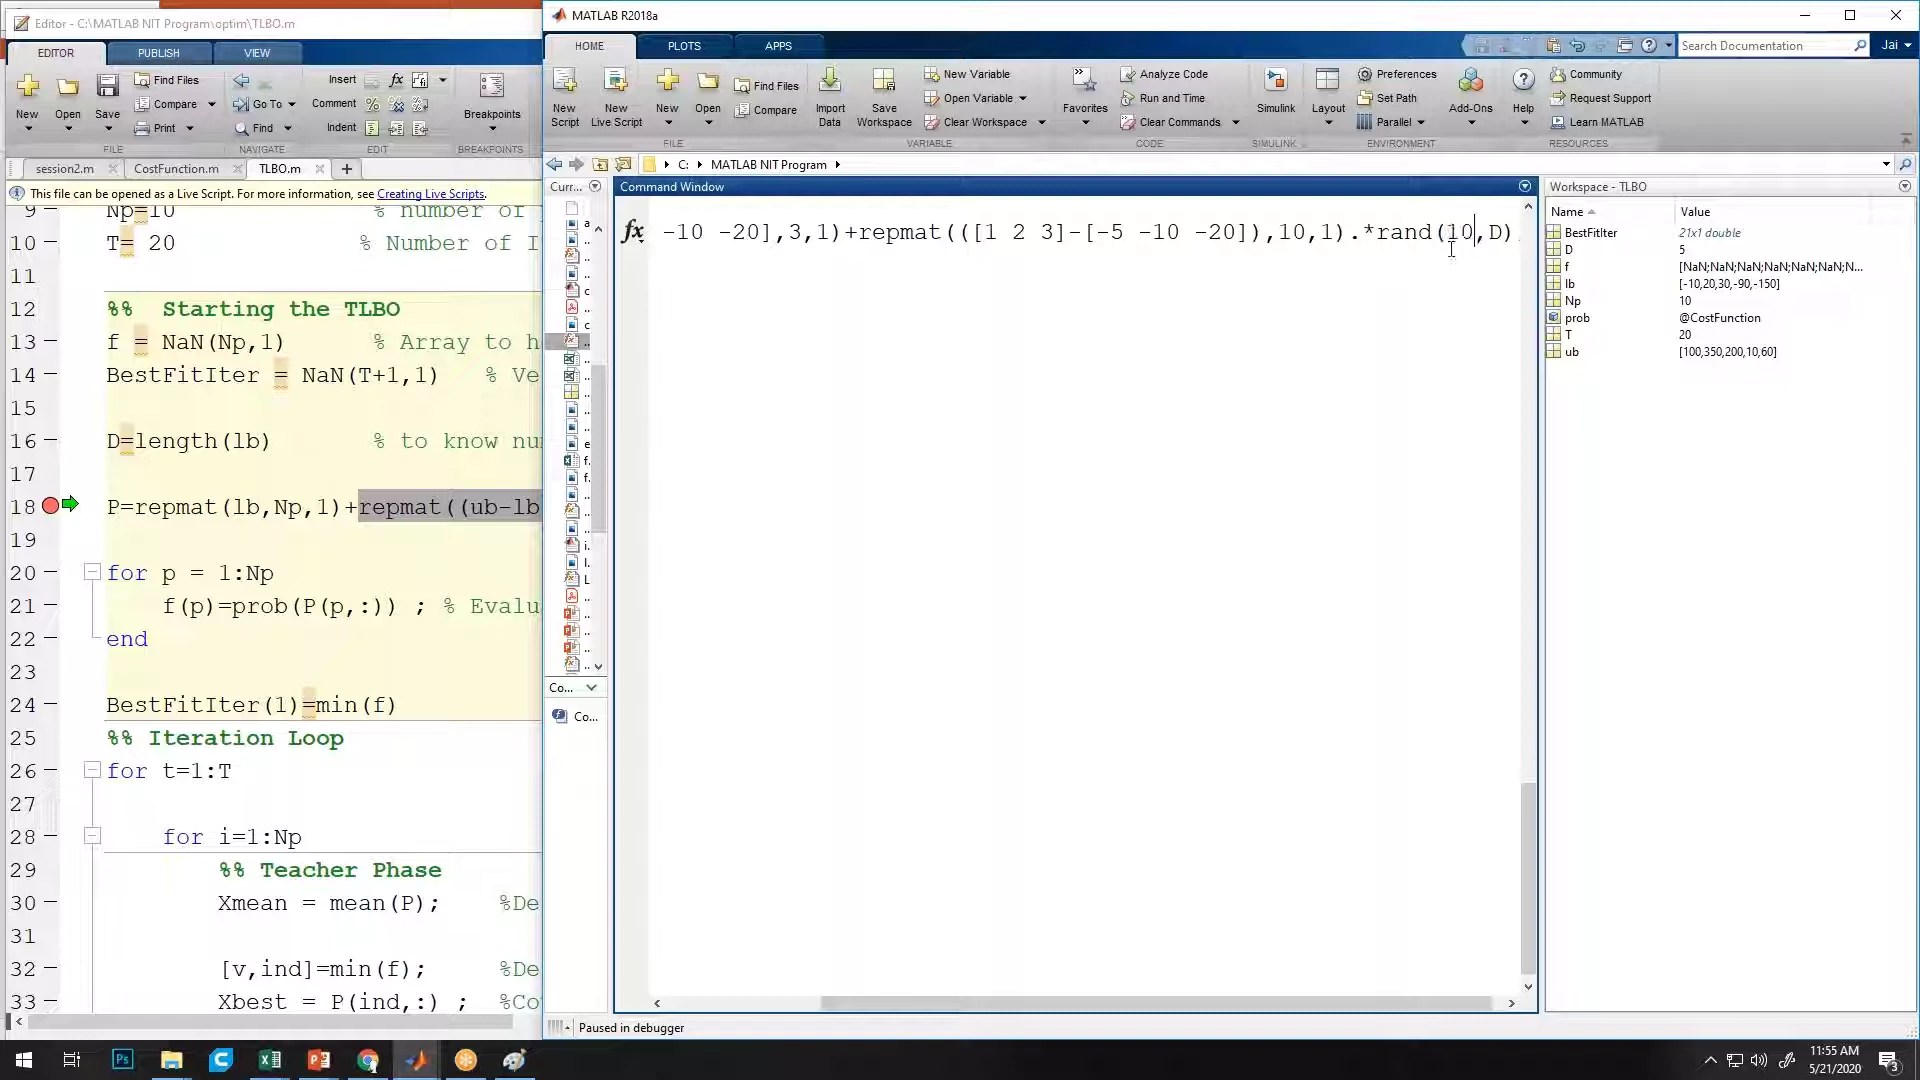 Editor - C:\MATLAB NIT Program\optim\TLBO.m
EDITOR PUBLISH VIEW
New Open Save Find Files Compare Print Go To Find Insert Comment Indent fx Breakpoints
FILE NAVIGATE EDIT BREAKPOINTS
session2.m CostFunction.m TLBO.m
This file can be opened as a Live Script. For more information, see Creating Live Scripts.
9 Np=10 % number of
10 T= 20 % Number of I
11
12 %% Starting the TLBO
13 f = NaN(Np,1) % Array to h
14 BestFitIter = NaN(T+1,1) % Ve
15
16 D=length(lb) % to know nu
17
18 P=repmat(lb,Np,1)+repmat((ub-lb
19
20 for p = 1:Np
21 f(p)=prob(P(p,:)) ; % Evalu
22 end
23
24 BestFitIter(1)=min(f)
25 %% Iteration Loop
26 for t=1:T
27
28 for i=1:Np
29 %% Teacher Phase
30 Xmean = mean(P); %De
31
32 [v,ind]=min(f); %De
33 Xbest = P(ind,:) ; %Co
MATLAB R2018a
HOME PLOTS APPS
Search Documentation Jai
New Script New Live Script New Open Find Files Compare Import Data Save Workspace New Variable Open Variable Clear Workspace Favorites Analyze Code Run and Time Clear Commands Simulink Layout Preferences Set Path Parallel Add-Ons Help Community Request Support Learn MATLAB
FILE VARIABLE CODE SIMULINK ENVIRONMENT RESOURCES
C: MATLAB NIT Program
Curr...
Co...
Co...
Command Window
fx -10 -20],3,1)+repmat(([1 2 3]-[-5 -10 -20]),10,1).*rand(10,D)
Workspace - TLBO
Name Value
BestFitIter 21x1 double
D 5
f [NaN;NaN;NaN;NaN;NaN;NaN;N...
lb [-10,20,30,-90,-150]
Np 10
prob @CostFunction
T 20
ub [100,350,200,10,60]
Paused in debugger
11:55 AM
5/21/2020
3